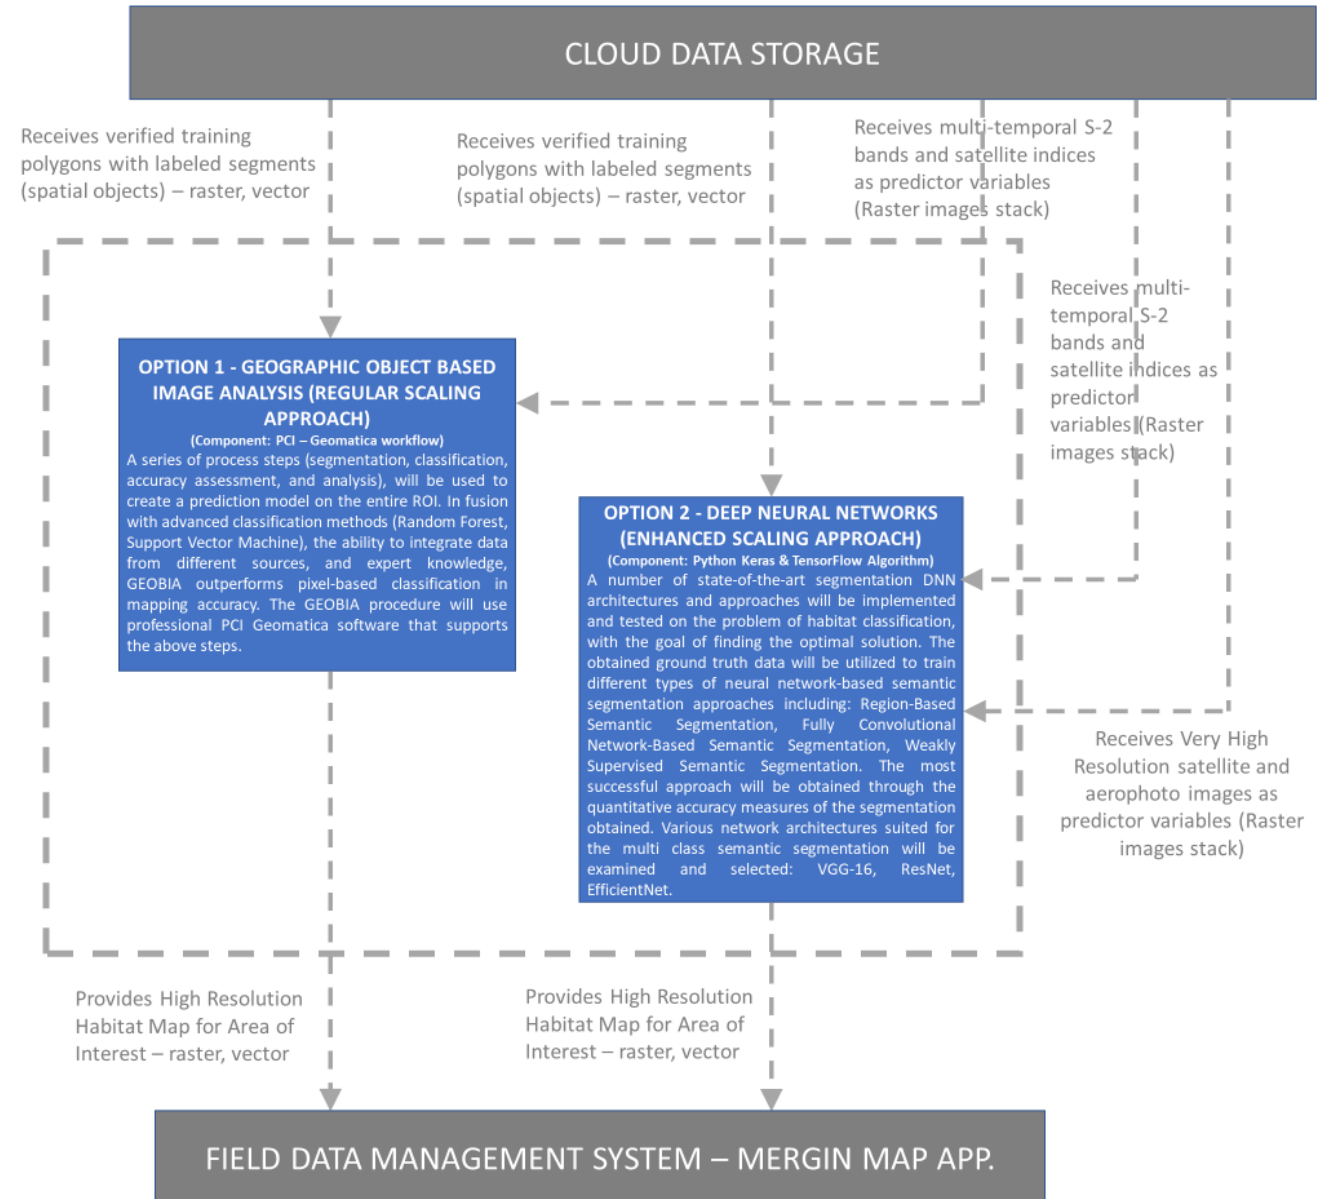 CLOUD DATA STORAGE
Receives verified training
polygons with labeled segments
(spatial objects) – raster, vector
Receives verified training
polygons with labeled segments
(spatial objects) – raster, vector
Receives multi-temporal S-2
bands and satellite indices
as predictor variables
(Raster images stack)
Receives multi-
temporal S-2
bands and
satellite indices as
predictor
variables (Raster
images stack)
OPTION 1 - GEOGRAPHIC OBJECT BASED
IMAGE ANALYSIS (REGULAR SCALING
APPROACH)
(Component: PCI – Geomatica workflow)
A series of process steps (segmentation, classification,
accuracy assessment, and analysis), will be used to
create a prediction model on the entire ROI. In fusion
with advanced classification methods (Random Forest,
Support Vector Machine), the ability to integrate data
from different sources, and expert knowledge,
GEOBIA outperforms pixel-based classification in
mapping accuracy. The GEOBIA procedure will use
professional PCI Geomatica software that supports
the above steps.
OPTION 2 - DEEP NEURAL NETWORKS
(ENHANCED SCALING APPROACH)
(Component: Python Keras & TensorFlow Algorithm)
A number of state-of-the-art segmentation DNN
architectures and approaches will be implemented
and tested on the problem of habitat classification,
with the goal of finding the optimal solution. The
obtained ground truth data will be utilized to train
different types of neural network-based semantic
segmentation approaches including: Region-Based
Semantic Segmentation, Fully Convolutional
Network-Based Semantic Segmentation, Weakly
Supervised Semantic Segmentation. The most
successful approach will be obtained through the
quantitative accuracy measures of the segmentation
obtained. Various network architectures suited for
the multi class semantic segmentation will be
examined and selected: VGG-16, ResNet,
EfficientNet.
Receives Very High
Resolution satellite and
aerophoto images as
predictor variables (Raster
images stack)
Provides High Resolution
Habitat Map for Area of
Interest – raster, vector
Provides High Resolution
Habitat Map for Area of
Interest – raster, vector
FIELD DATA MANAGEMENT SYSTEM – MERGIN MAP APP.